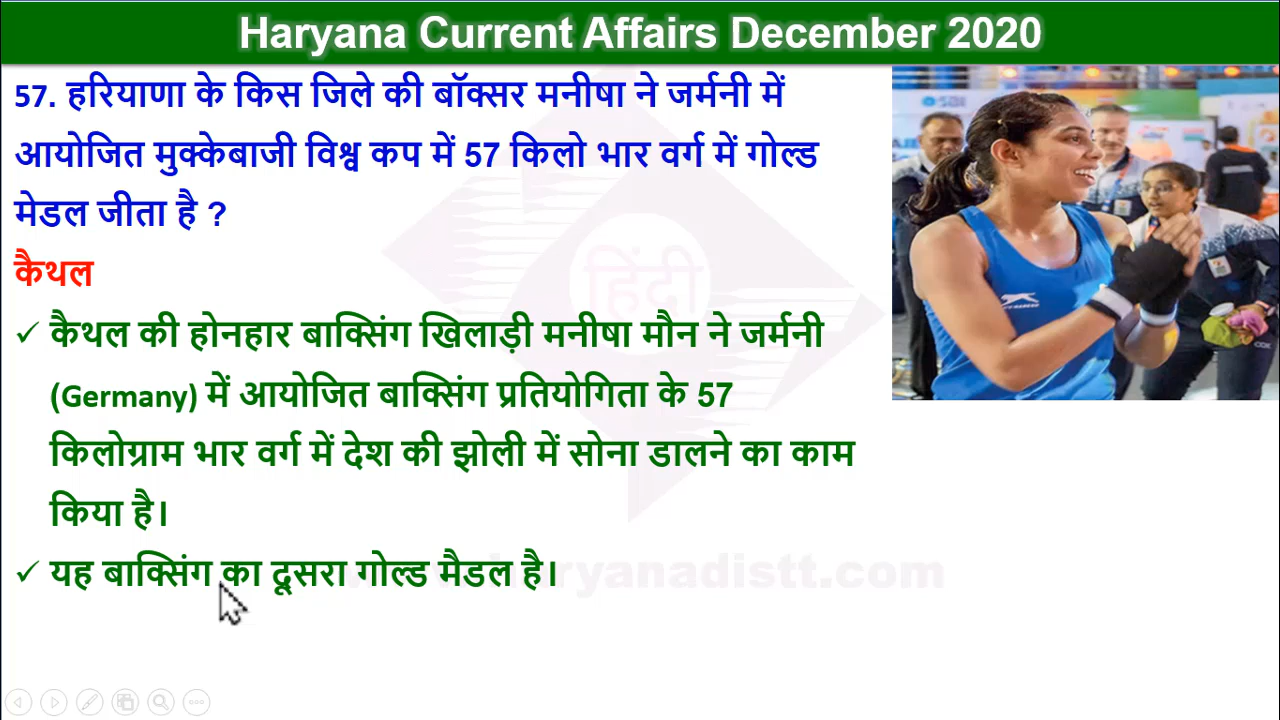 Haryana Current Affairs December 2020
57. हरियाणा के किस जिले की बॉक्सर मनीषा ने जर्मनी में
आयोजित मुक्केबाजी विश्व कप में 57 किलो भार वर्ग में गोल्ड
मेडल जीता है ?
कैथल
✓ कैथल की होनहार बाक्सिंग खिलाड़ी मनीषा मौन ने जर्मनी
(Germany) में आयोजित बाक्सिंग प्रतियोगिता के 57
किलोग्राम भार वर्ग में देश की झोली में सोना डालने का काम
किया है।
✓ यह बाक्सिंग का दूसरा गोल्ड मैडल है।
हिंदी
SBI